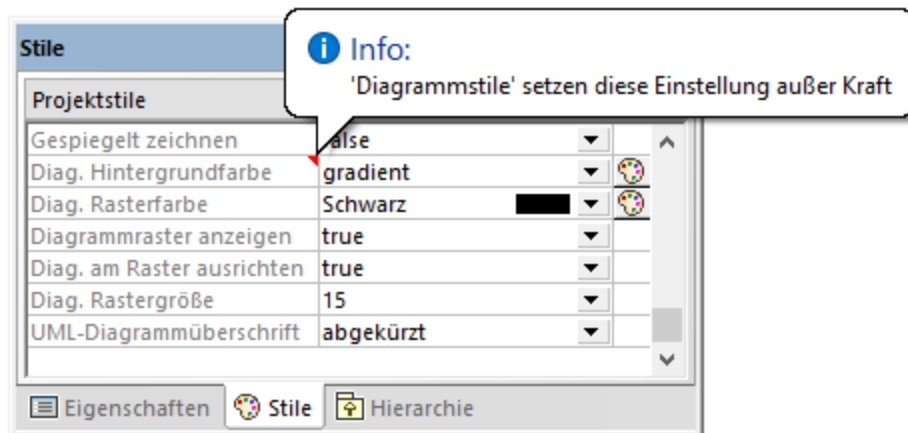 Info:
'Diagrammstile' setzen diese Einstellung außer Kraft
Stile
Projektstile
Gespiegelt zeichnen alse
Diag. Hintergrundfarbe gradient
Diag. Rasterfarbe Schwarz
Diagrammraster anzeigen true
Diag. am Raster ausrichten true
Diag. Rastergröße 15
UML-Diagrammüberschrift abgekürzt
Eigenschaften Stile Hierarchie